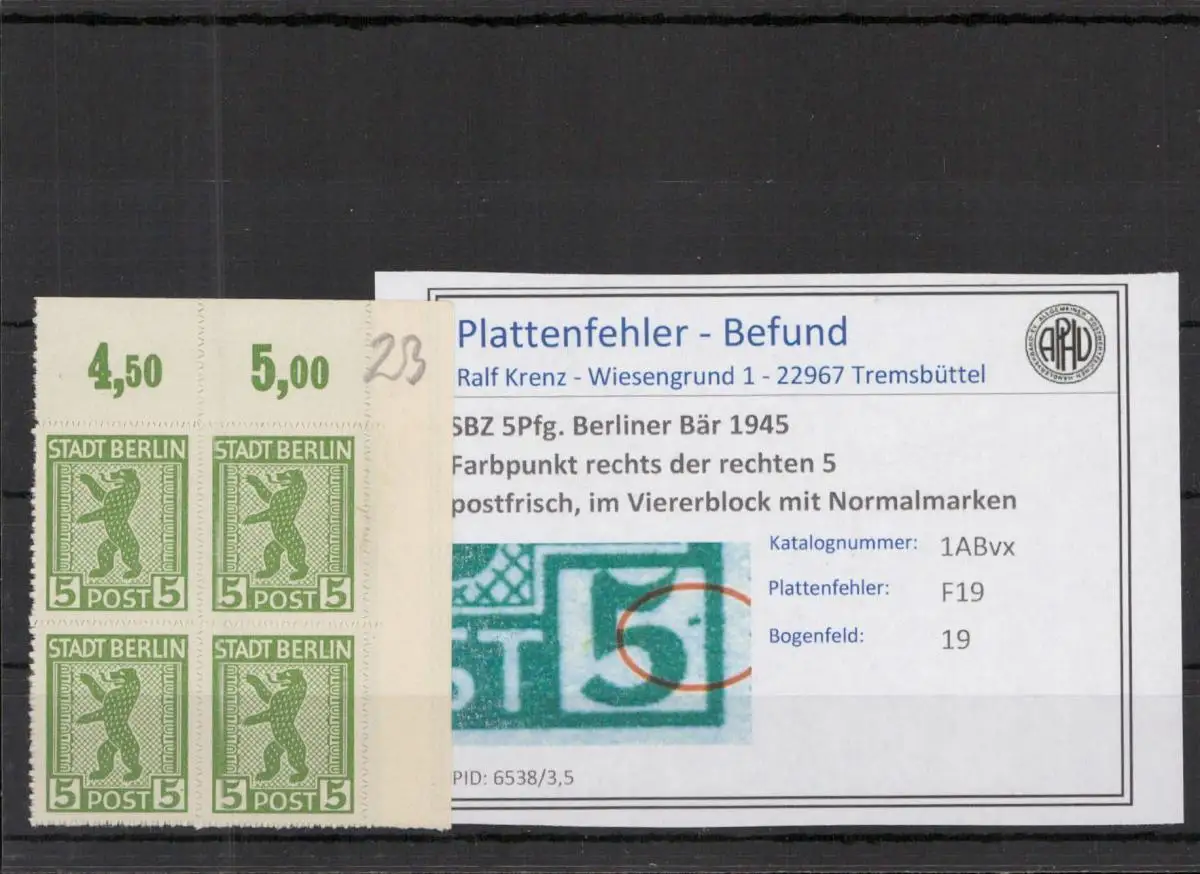 4,50 5,00 23
STADT BERLIN STADT BERLIN
5 POST 5 5 POST 5
STADT BERLIN STADT BERLIN
5 POST 5 5 POST 5
Plattenfehler - Befund
Ralf Krenz - Wiesengrund 1 - 22967 Tremsbüttel
APHV
SBZ 5Pfg. Berliner Bär 1945
Farbpunkt rechts der rechten 5
postfrisch, im Viererblock mit Normalmarken
Katalognummer: 1ABvx
Plattenfehler: F19
Bogenfeld: 19
ST 5
PID: 6538/3,5